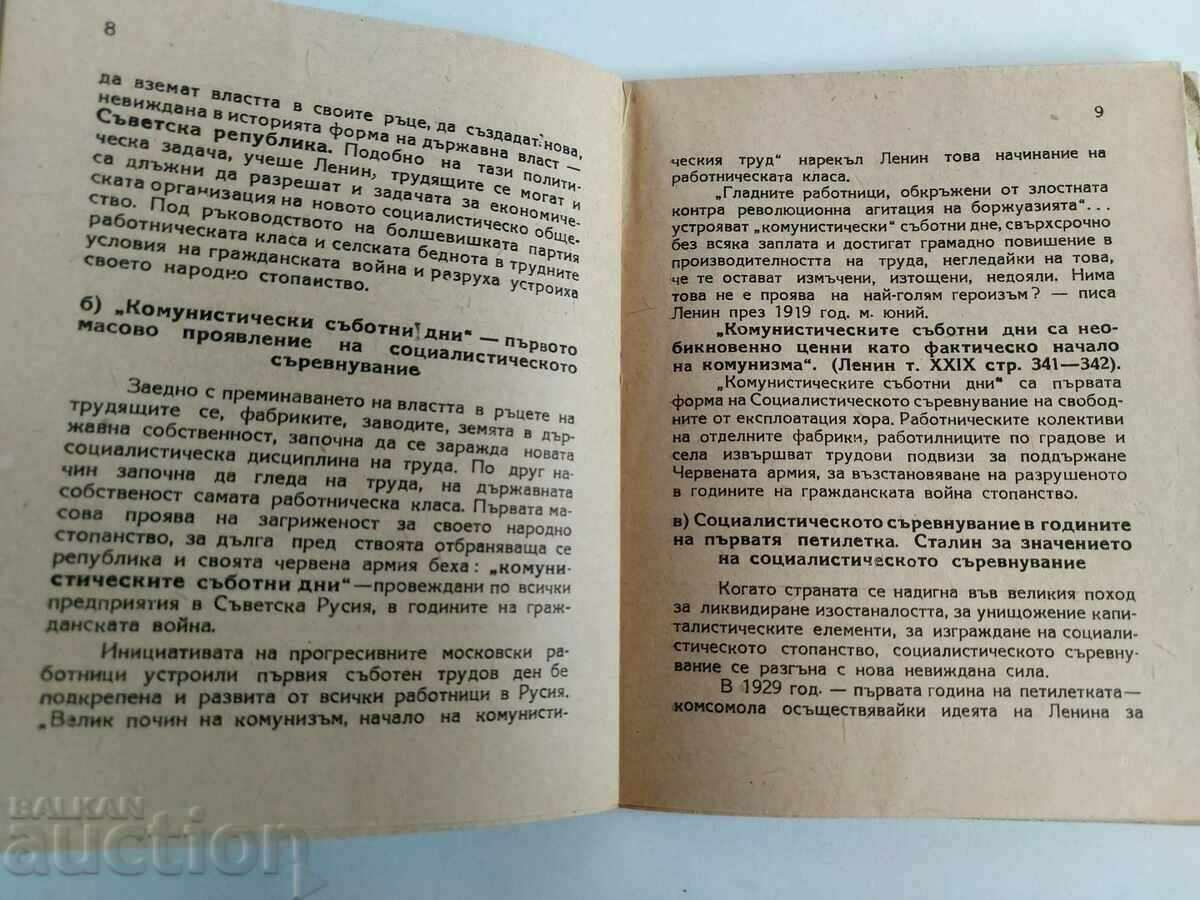 8
да вземат властта в своите ръце, да създадат нова,
невиждана в историята форма на държавна власт —
Съветска република. Подобно на тази полити-
ческа задача, учеше Ленин, трудящите се могат и
са длъжни да разрешат и задачата за економиче-
ската организация на новото социалистическо обще-
ство. Под ръководството на болшевишката партия
работническата класа и селската беднота в трудните
условия на гражданската война и разруха устроиха
своето народно стопанство.
б) „Комунистически съботни дни“ — първото
масово проявление на социалистическото
съревнуване
Заедно с преминаването на властта в ръцете на
трудящите се, фабриките, заводите, земята в дър-
жавна собственост, започна да се заражда новата
социалистическа дисциплина на труда. По друг на-
чин започна да гледа на труда, на държавната
собственост самата работническа класа. Първата ма-
сова проява на загриженост за своето народно
стопанство, за дълга пред ствоята отбраняваща се
република и своята червена армия беха: „комуни-
стическите съботни дни“—провеждани по всички
предприятия в Съветска Русия, в годините на граж-
данската война.
Инициативата на прогресивните московски ра-
ботници устроили първия съботен трудов ден бе
подкрепена и развита от всички работници в Русия.
„Велик почин на комунизъм, начало на комунисти-
9
ческия труд“ нарекъл Ленин това начинание на
работническата класа.
„Гладните работници, обкръжени от злостната
контра революционна агитация на боржуазията“...
устрояват „комунистически“ съботни дне, свърхсрочно
без всяка заплата и достигат грамадно повишение в
производителността на труда, негледайки на това,
че те остават измъчени, изтощени, недояли. Нима
това не е проява на най-голям героизъм? — писа
Ленин през 1919 год. м. юний.
„Комунистическите съботни дни са нео-
бикновенно ценни като фактическо начало
на комунизма“. (Ленин т. XXIX стр. 341—342).
„Комунистическите съботни дни“ са първата
форма на Социалистическото съревнуване на свобод-
ните от експлоатация хора. Работническите колективи
на отделните фабрики, работилниците по градове и
села извършват трудови подвизи за поддържане
Червената армия, за възстановяване на разрушеното
в годините на гражданската война стопанство.
в) Социалистическото съревнуване в годините
на първатя петилетка. Сталин за значението
на социалистическото съревнуване
Когато страната се надигна във великия поход
за ликвидиране изостаналостта, за унищожение капи-
талистическите елементи, за изграждане на социали-
стическото стопанство, социалистическото съревну-
ване се разгъна с нова невиждана сила.
В 1929 год. — първата година на петилетката—
комсомола осъществявайки идеята на Ленина за
BALKAN
auction